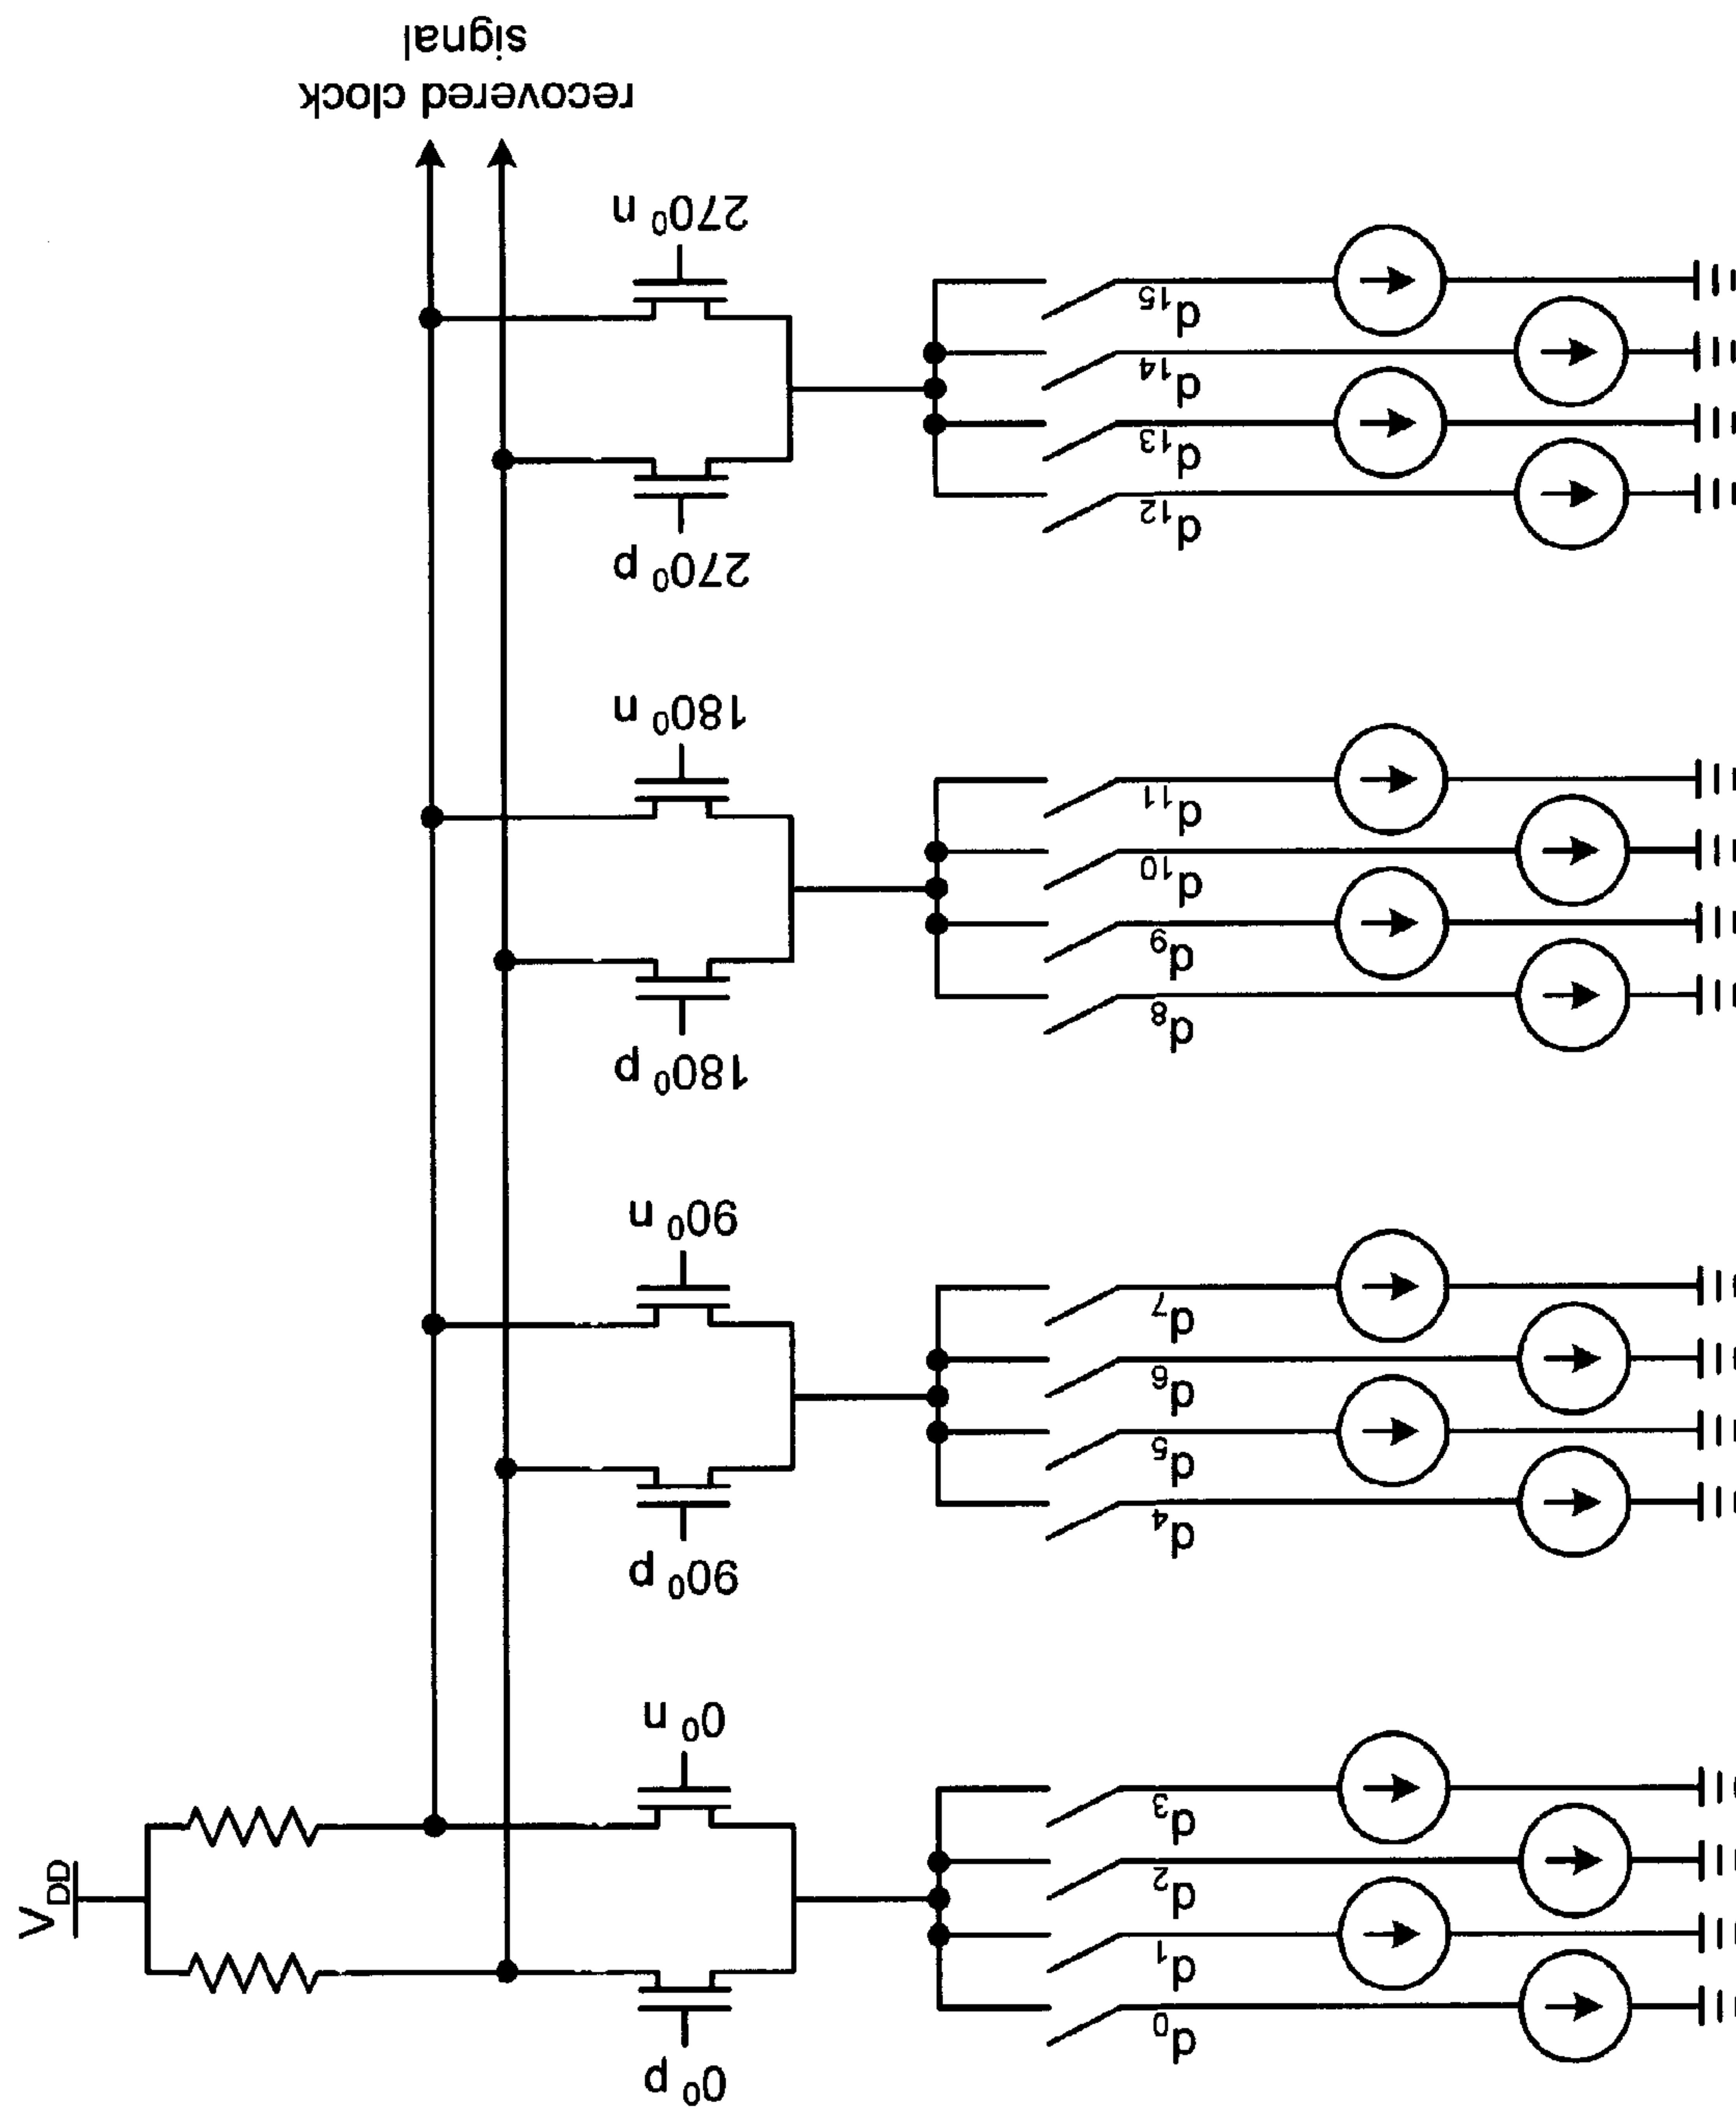 0⁰ p
d₀
d₁
V_DD
d₂
0⁰ n
d₃
90⁰ p
d₄
d₅
d₆
90⁰ n
d₇
180⁰ p
d₈
d₉
d₁₀
180⁰ n
d₁₁
270⁰ p
d₁₂
d₁₃
d₁₄
270⁰ n
d₁₅
recovered clock
signal